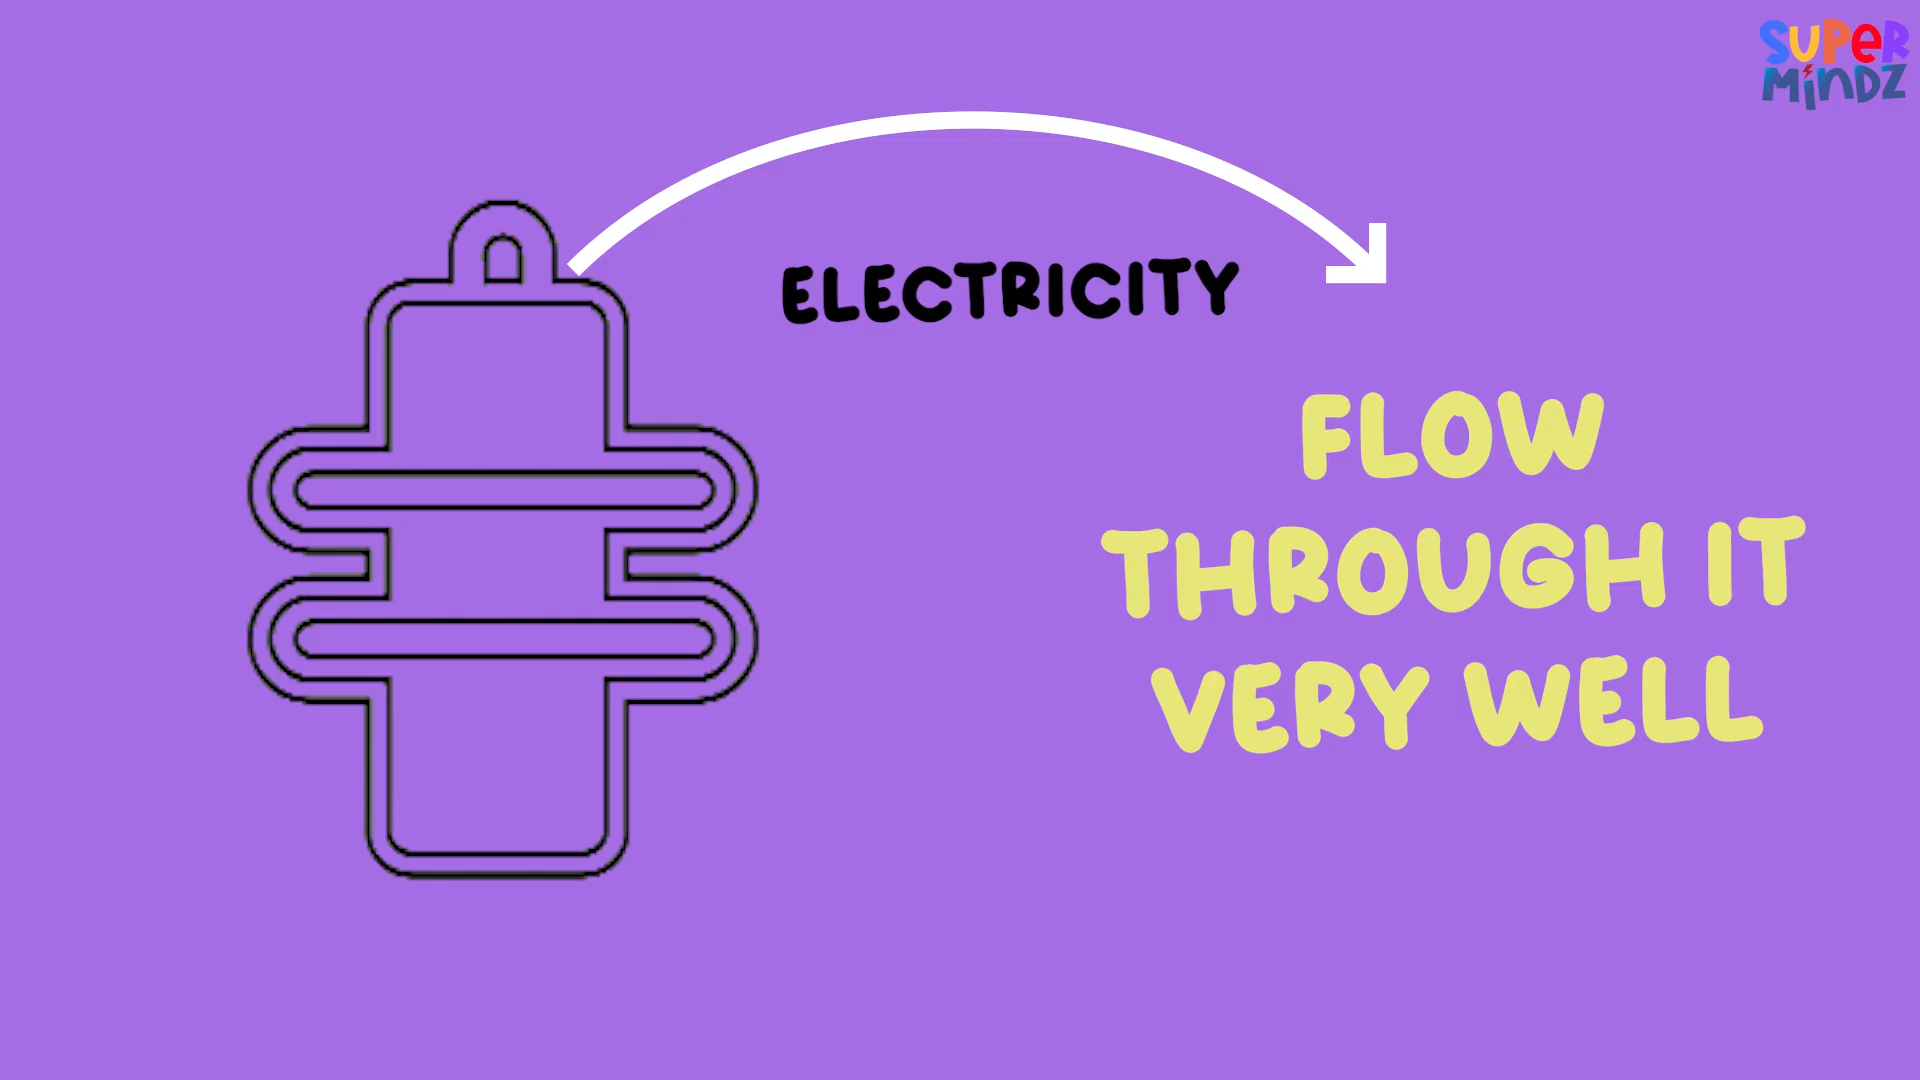 SUPER
MINDZ
ELECTRICITY
FLOW
THROUGH IT
VERY WELL